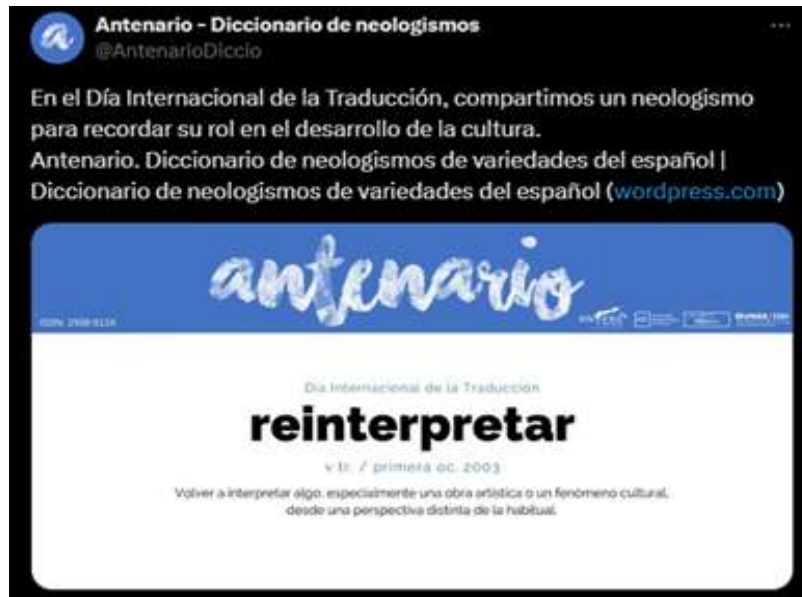 Antenario - Diccionario de neologismos
@AntenarioDiccio
En el Día Internacional de la Traducción, compartimos un neologismo
para recordar su rol en el desarrollo de la cultura.
Antenario. Diccionario de neologismos de variedades del español |
Diccionario de neologismos de variedades del español (wordpress.com)
antenario
Día Internacional de la Traducción
reinterpretar
v tr. / primera oc. 2003
Volver a interpretar algo, especialmente una obra artística o un fenómeno cultural,
desde una perspectiva distinta de la habitual.